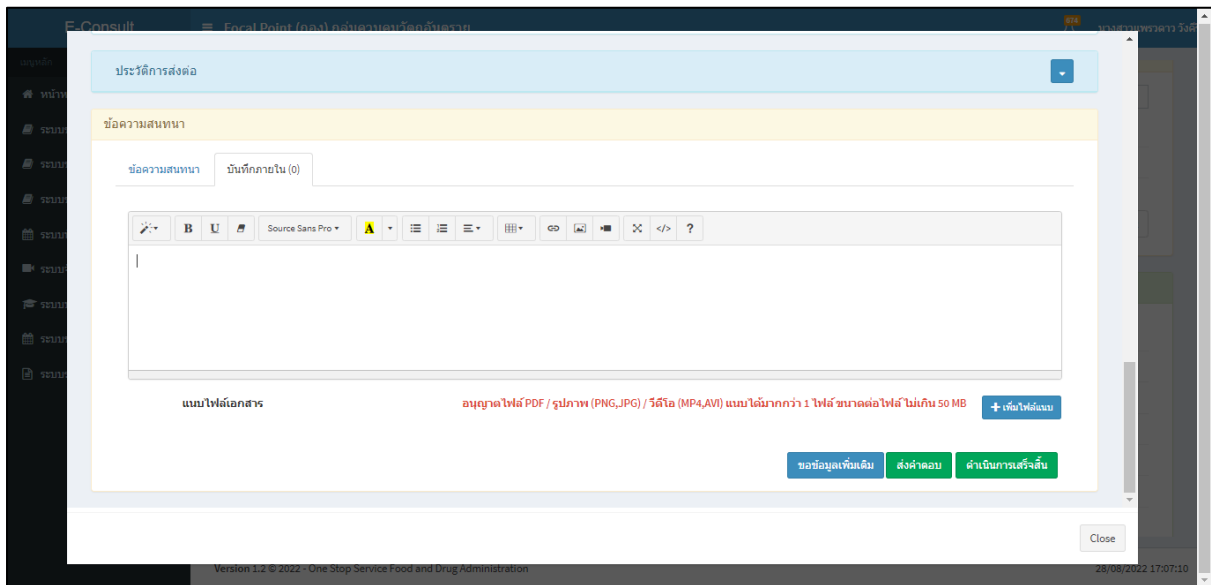 E-Consult
Focal Point (กอง) กลุ่มควบคุมวัตถุอันตราย
เมนูหลัก
ประวัติการส่งต่อ
ข้อความสนทนา
ข้อความสนทนา บันทึกภายใน (0)
B U Source Sans Pro A </> ?
แนบไฟล์เอกสาร อนุญาตไฟล์ PDF / รูปภาพ (PNG,JPG) / วีดีโอ (MP4,AVI) แนบได้มากกว่า 1 ไฟล์ ขนาดต่อไฟล์ ไม่เกิน 50 MB + เพิ่มไฟล์แนบ
ขอข้อมูลเพิ่มเติม ส่งคำตอบ ดำเนินการเสร็จสิ้น
Close
Version 1.2 © 2022 - One Stop Service Food and Drug Administration 28/08/2022 17:07:10